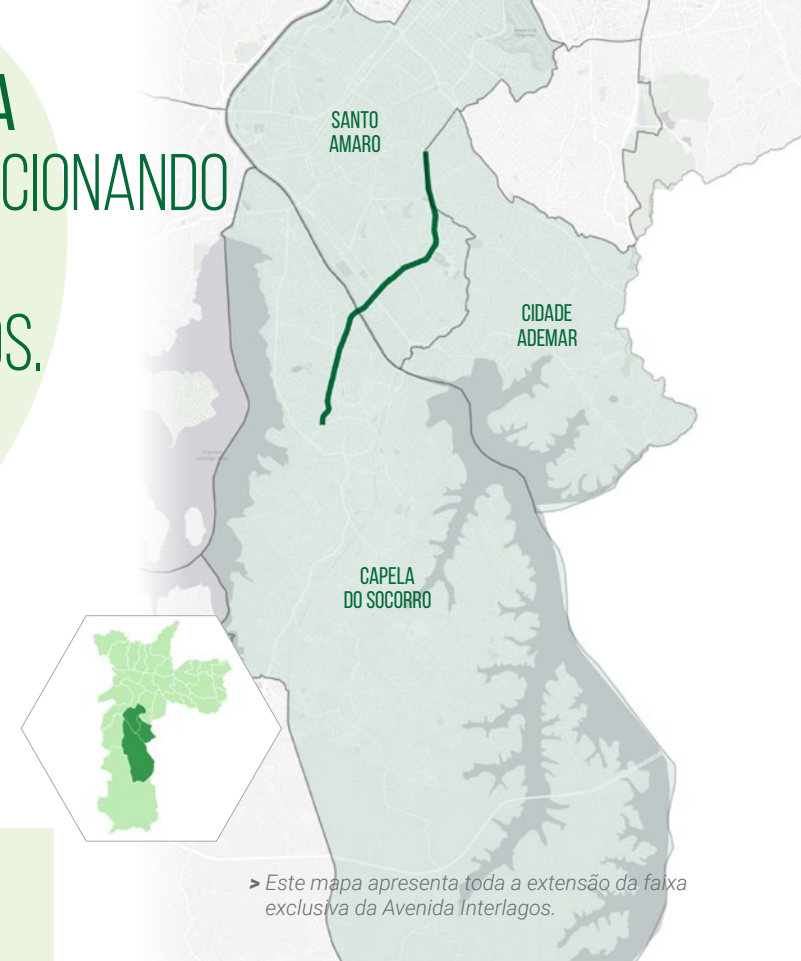 A
CIONANDO
OS.
SANTO
AMARO
CIDADE
ADEMAR
CAPELA
DO SOCORRO
> Este mapa apresenta toda a extensão da faixa
exclusiva da Avenida Interlagos.